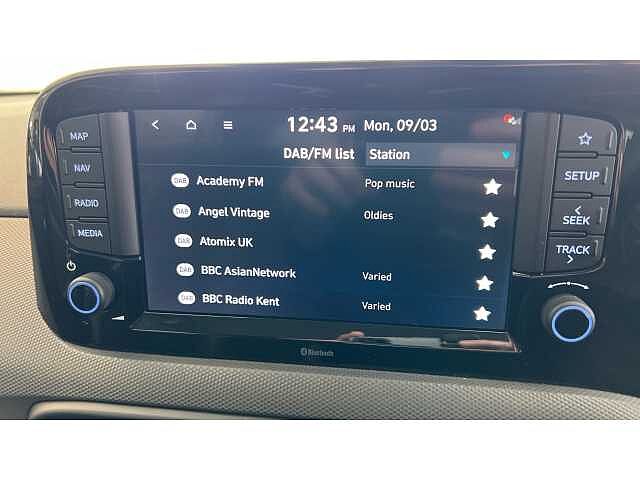 12:43 PM Mon, 09/03
DAB/FM list Station
DAB Academy FM Pop music
DAB Angel Vintage Oldies
DAB Atomix UK
DAB BBC AsianNetwork Varied
DAB BBC Radio Kent Varied
MAP
NAV
RADIO
MEDIA
SETUP
SEEK
TRACK
Bluetooth